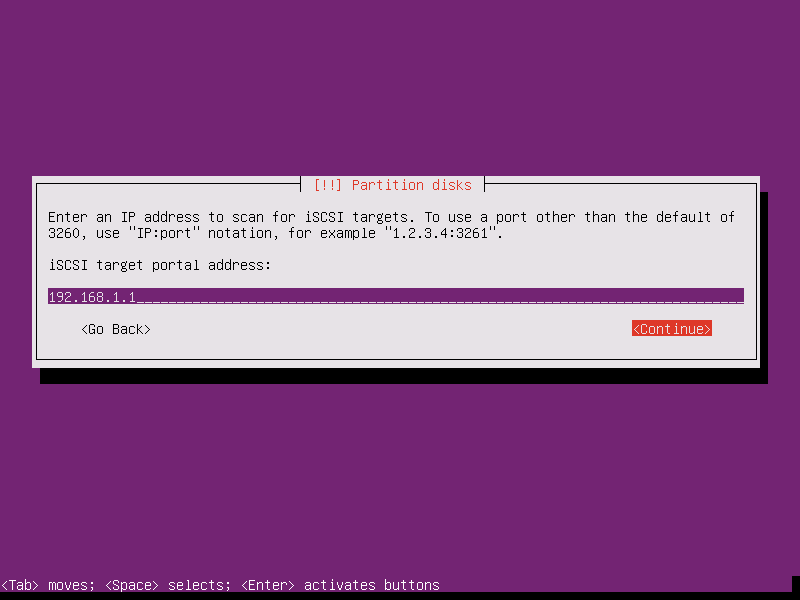 [!!] Partition disks
Enter an IP address to scan for iSCSI targets. To use a port other than the default of
3260, use "IP:port" notation, for example "1.2.3.4:3261".
iSCSI target portal address:
192.168.1.1
<Go Back> <Continue>
<Tab> moves; <Space> selects; <Enter> activates buttons